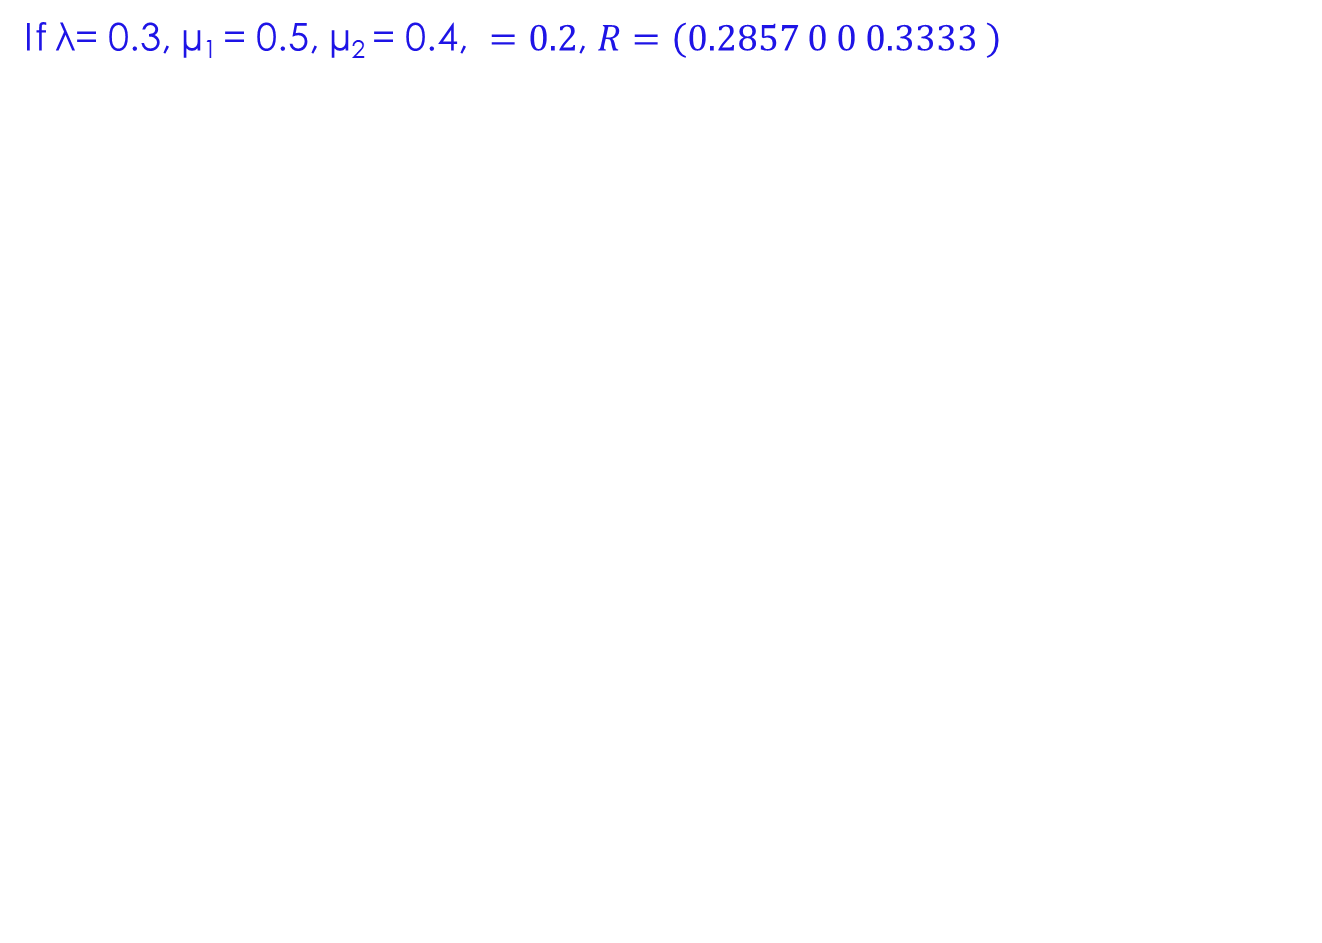 If λ= 0.3, µ₁ = 0.5, µ₂ = 0.4,  = 0.2, R = (0.2857 0 0 0.3333 )